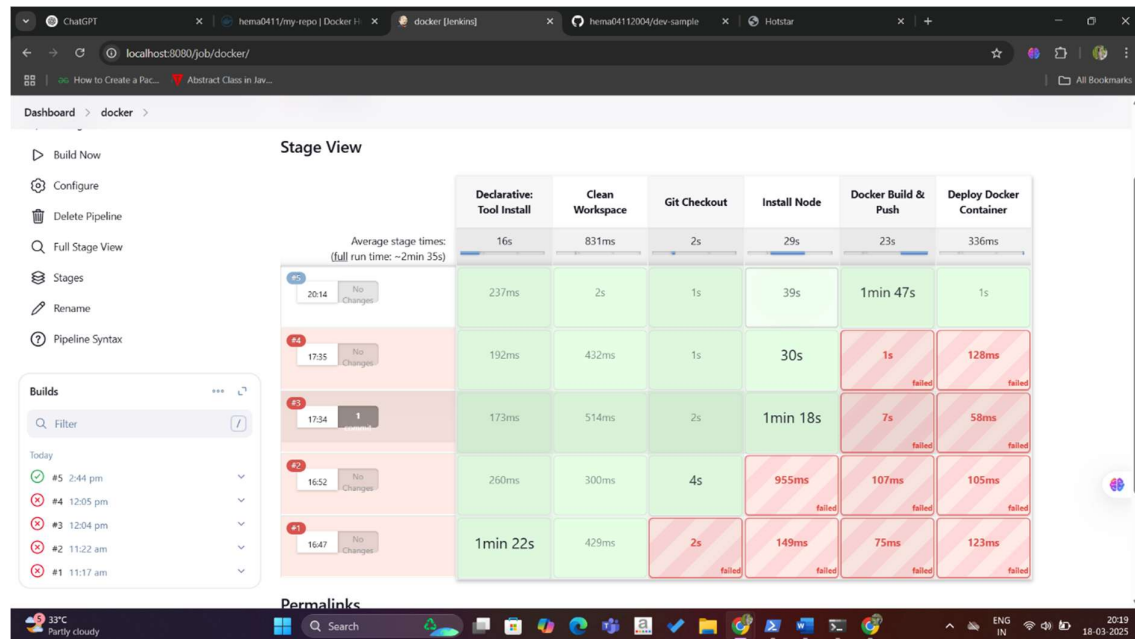 ChatGPT
hema0411/my-repo | Docker H
docker [Jenkins]
hema04112004/dev-sample
Hotstar
localhost:8080/job/docker/
How to Create a Pac...
Abstract Class in Jav...
All Bookmarks
Dashboard > docker >
Build Now
Configure
Delete Pipeline
Full Stage View
Stages
Rename
Pipeline Syntax
Builds
Filter
/
Today
#5 2:44 pm
#4 12:05 pm
#3 12:04 pm
#2 11:22 am
#1 11:17 am
Stage View
Declarative: Tool Install
Clean Workspace
Git Checkout
Install Node
Docker Build & Push
Deploy Docker Container
Average stage times:
(full run time: ~2min 35s)
16s 831ms 2s 29s 23s 336ms
#5
20:14 No Changes
237ms 2s 1s 39s 1min 47s 1s
#4
17:35 No Changes
192ms 432ms 1s 30s 1s failed 128ms failed
#3
17:34 1 commit
173ms 514ms 2s 1min 18s 7s failed 58ms failed
#2
16:52 No Changes
260ms 300ms 4s 955ms failed 107ms failed 105ms failed
#1
16:47 No Changes
1min 22s 429ms 2s failed 149ms failed 75ms failed 123ms failed
Permalinks
5
33°C
Partly cloudy
Search
ENG
IN
20:19
18-03-2025